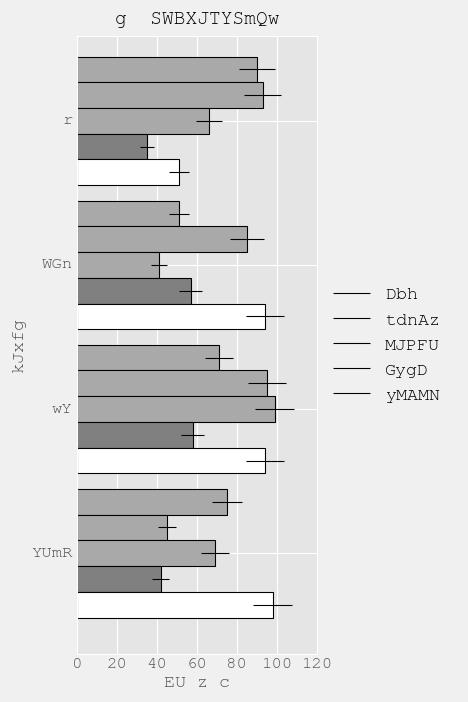 g  SWBXJTYSmQw
r
WGn
wY
YUmR
kJxfg
0 20 40 60 80 100 120
EU z c
Dbh
tdnAz
MJPFU
GygD
yMAMN